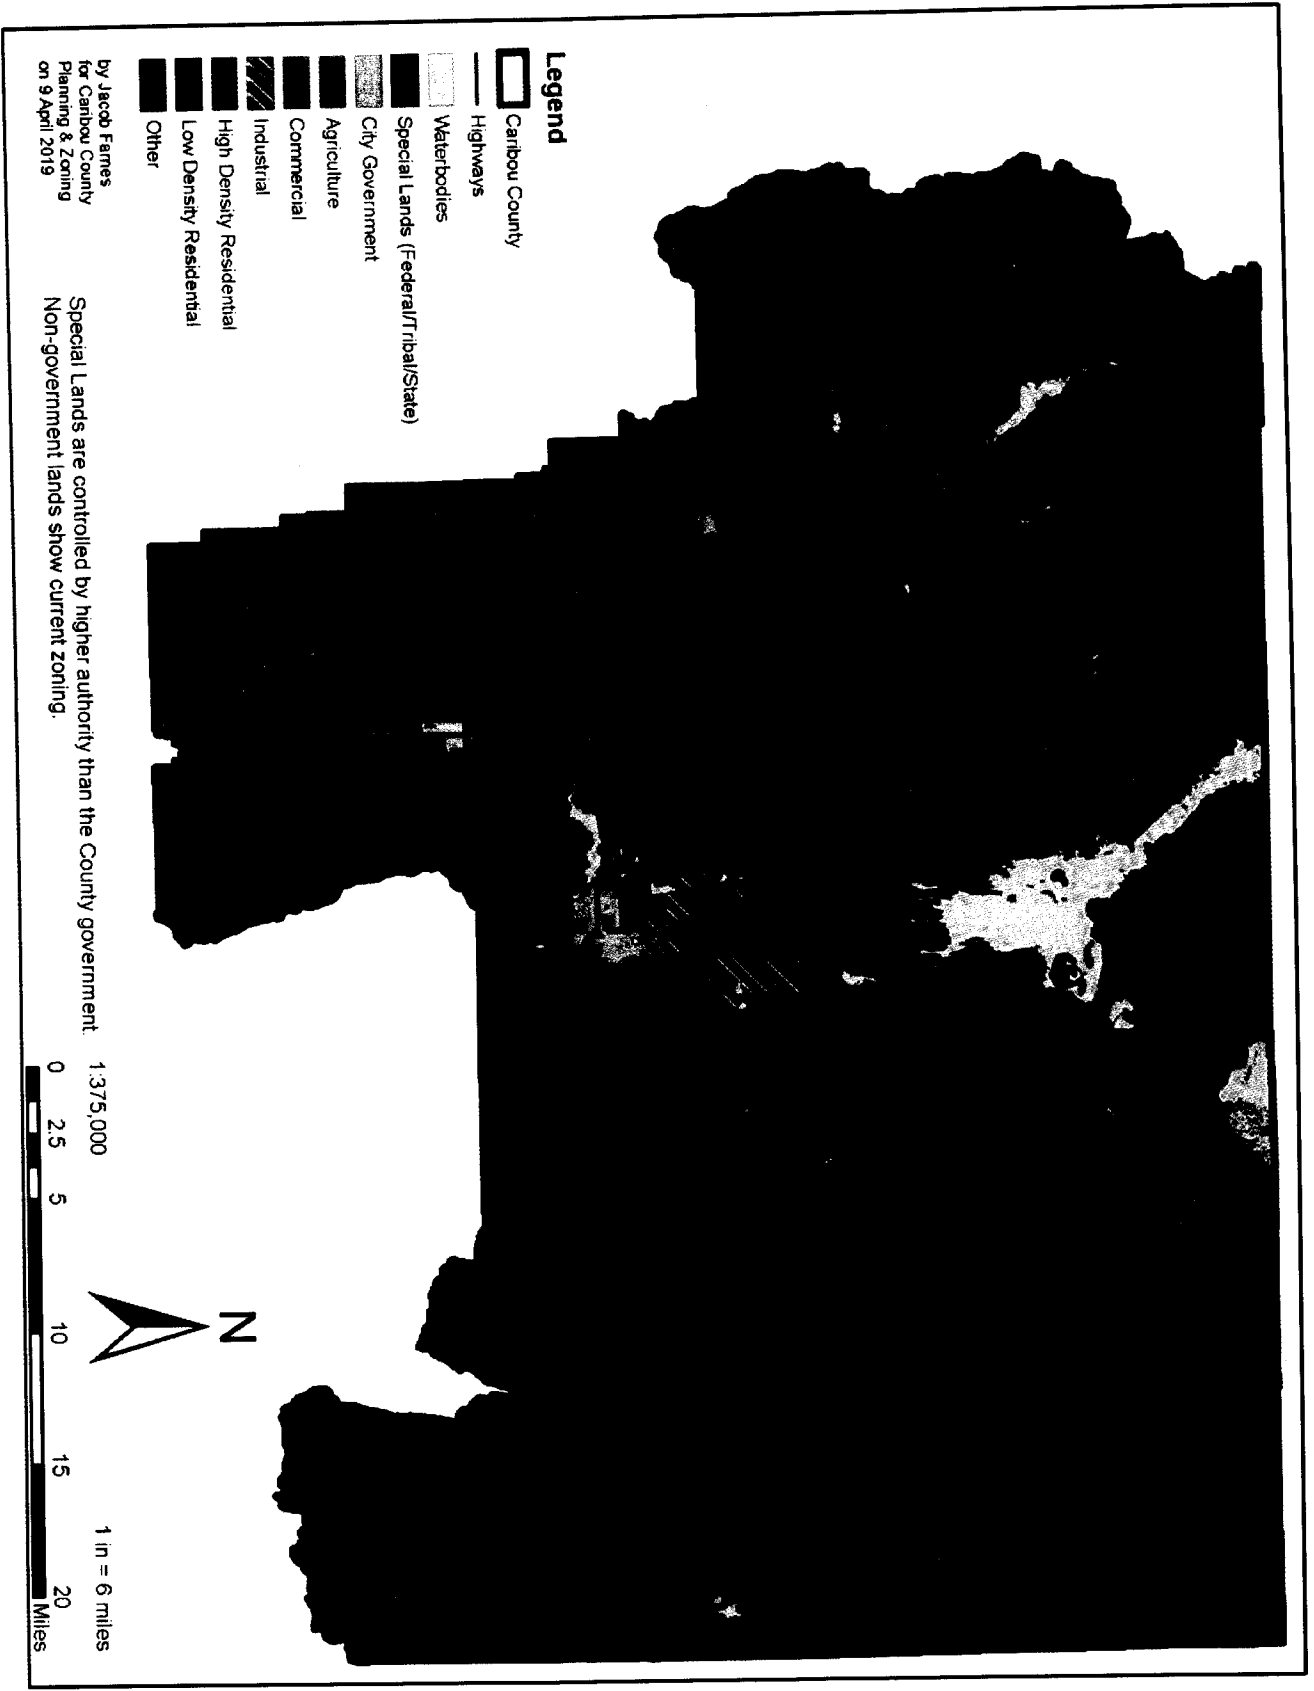 Legend
Caribou County
Highways
Waterbodies
Special Lands (Federal/Tribal/State)
City Government
Agriculture
Commercial
Industrial
High Density Residential
Low Density Residential
Other
by Jacob Farnes
for Caribou County
Planning & Zoning
on 9 April 2019
Special Lands are controlled by higher authority than the County government.
Non-government lands show current zoning.
1:375,000
1 in = 6 miles
0 2.5 5 10 15 20
Miles
N